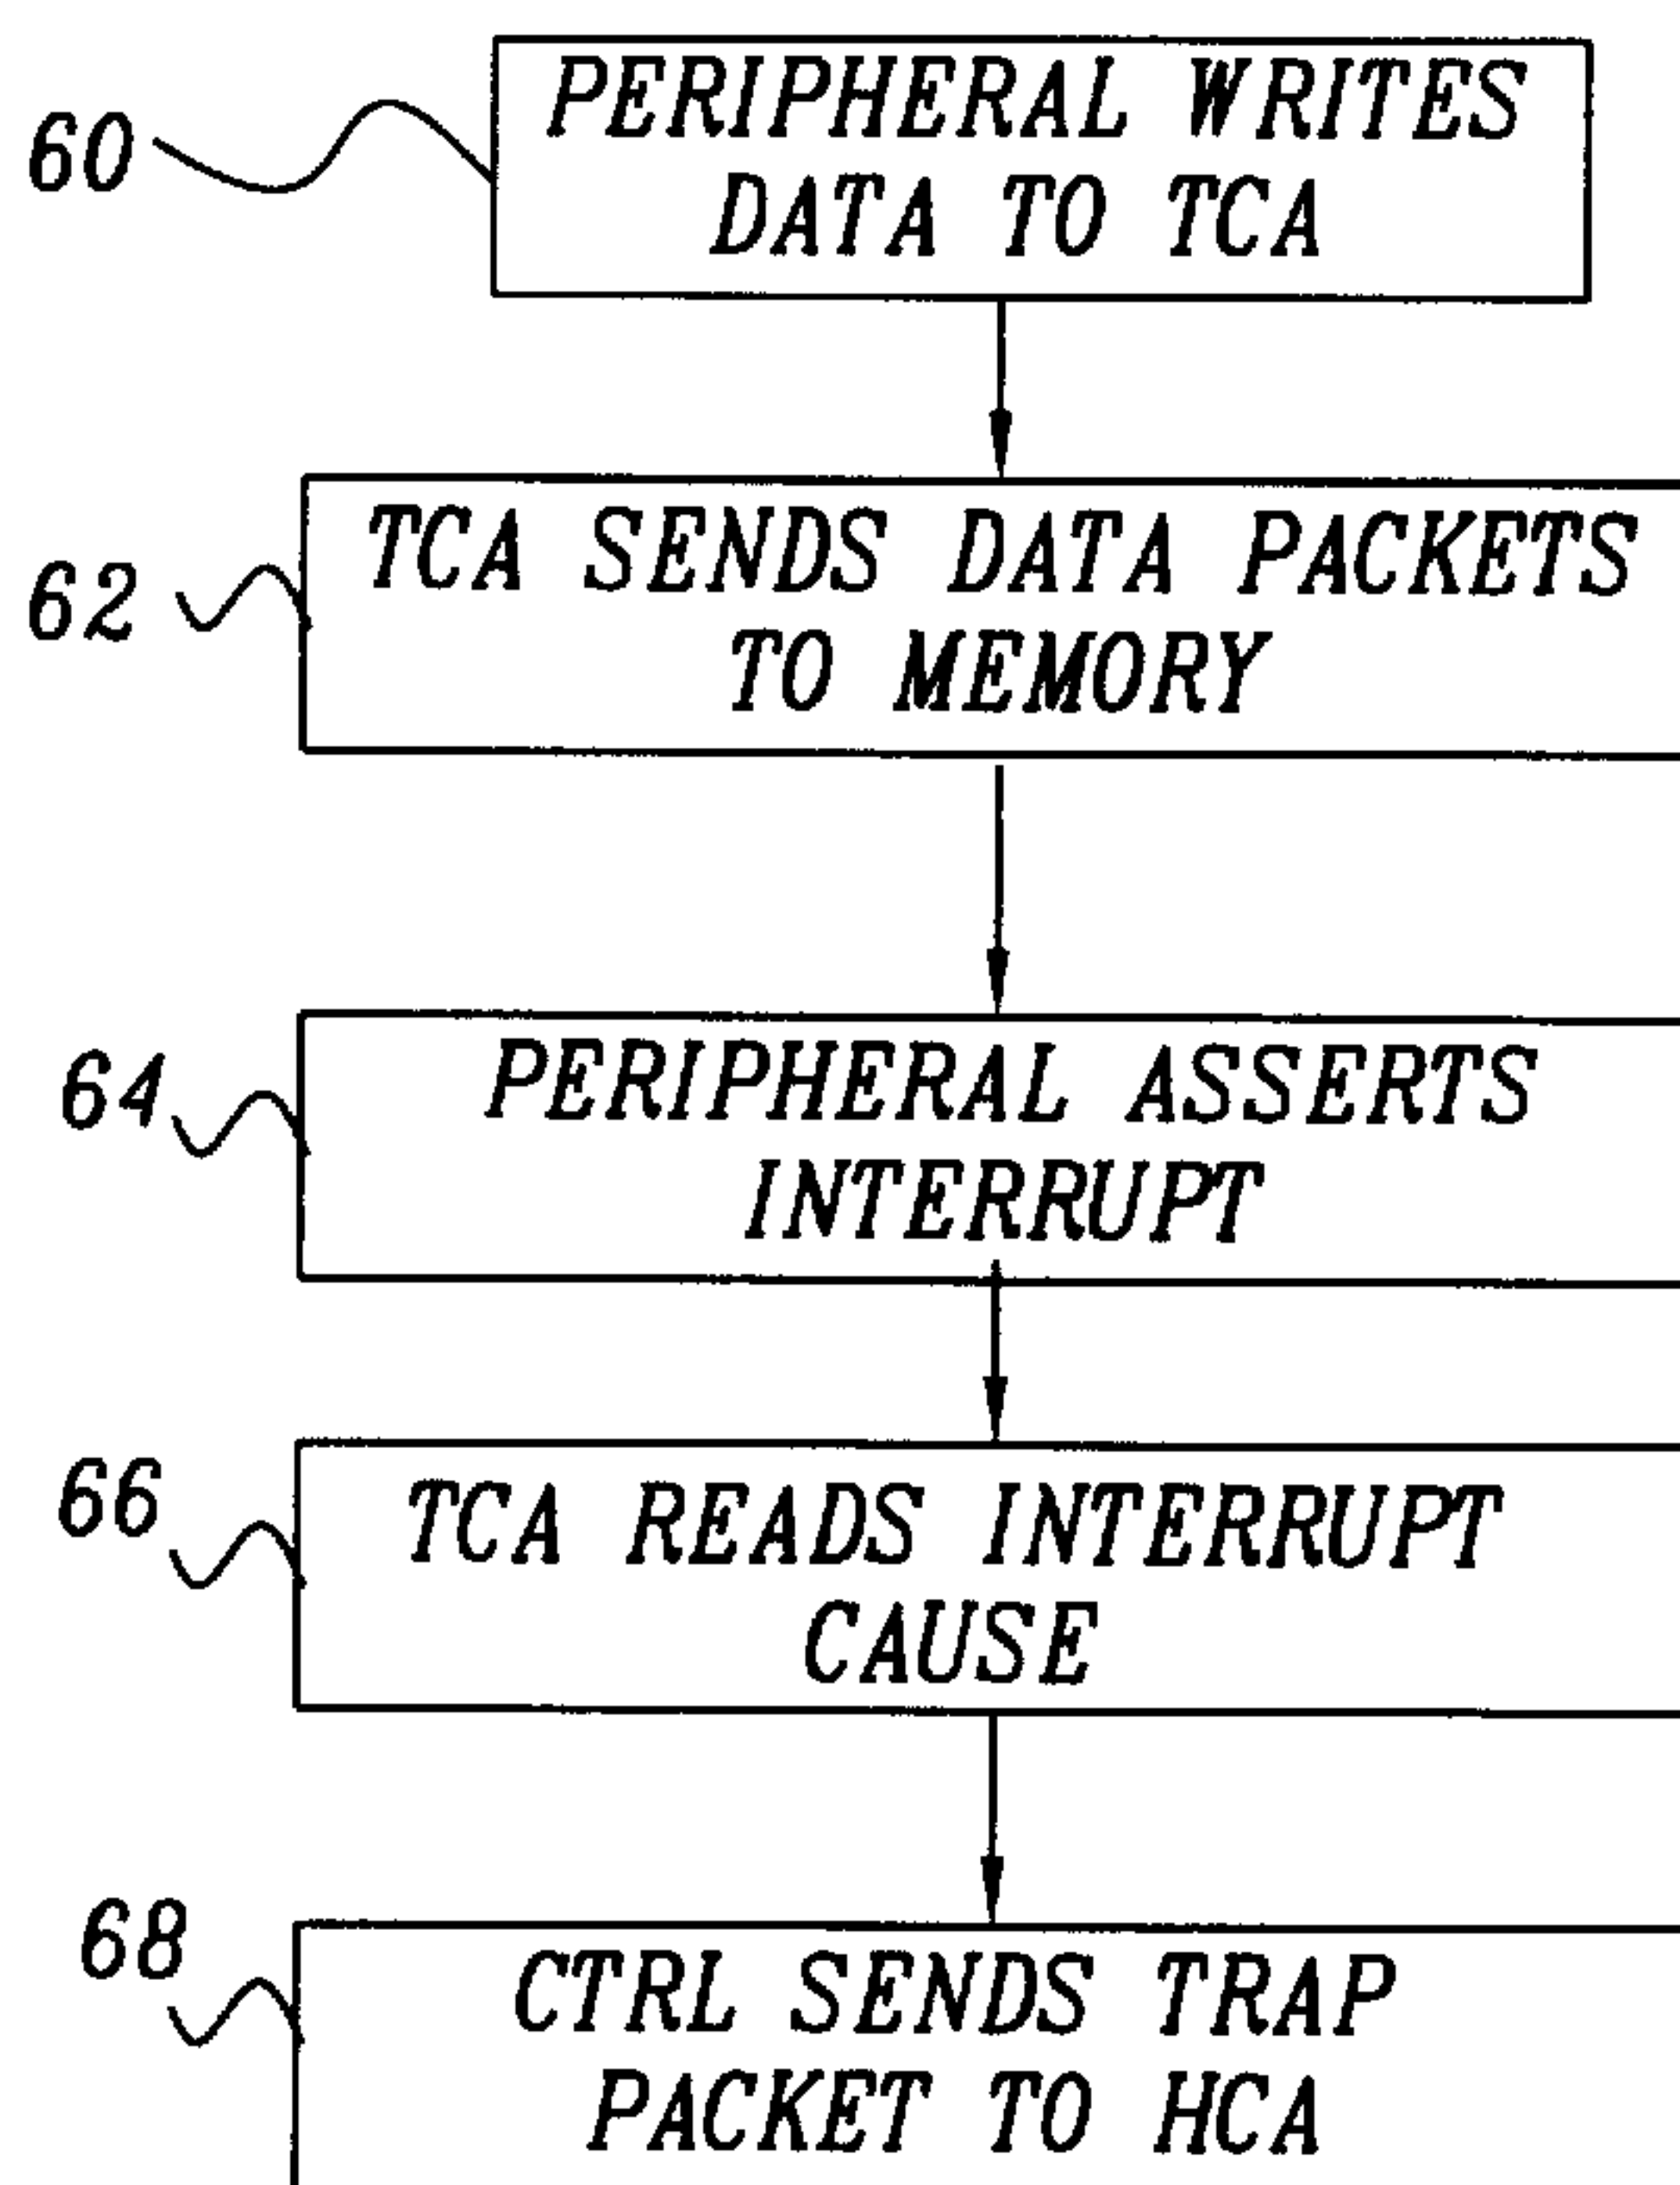 60
PERIPHERAL WRITES
DATA TO TCA
62
TCA SENDS DATA PACKETS
TO MEMORY
64
PERIPHERAL ASSERTS
INTERRUPT
66
TCA READS INTERRUPT
CAUSE
68
CTRL SENDS TRAP
PACKET TO HCA